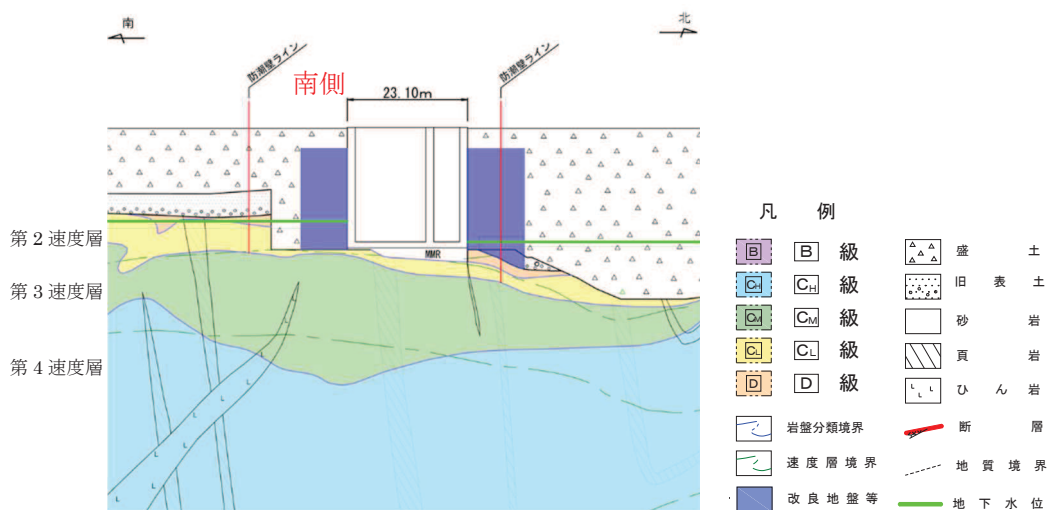 南
北
防潮壁ライン
南側
防潮壁ライン
23.10m
第2速度層
MMR
第3速度層
第4速度層
凡 例
B B 級
CH CH 級
CM CM 級
CL CL 級
D D 級
岩盤分類境界
速度層境界
改良地盤等
盛 土
旧表土
砂 岩
頁 岩
ひん岩
断 層
地質境界
地下水位